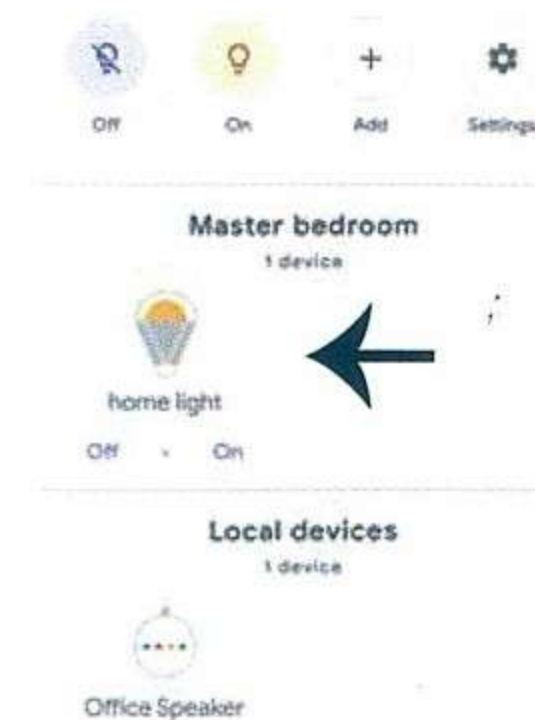 Off On Add Settings
Master bedroom
1 device
home light
Off • On
Local devices
1 device
Office Speaker